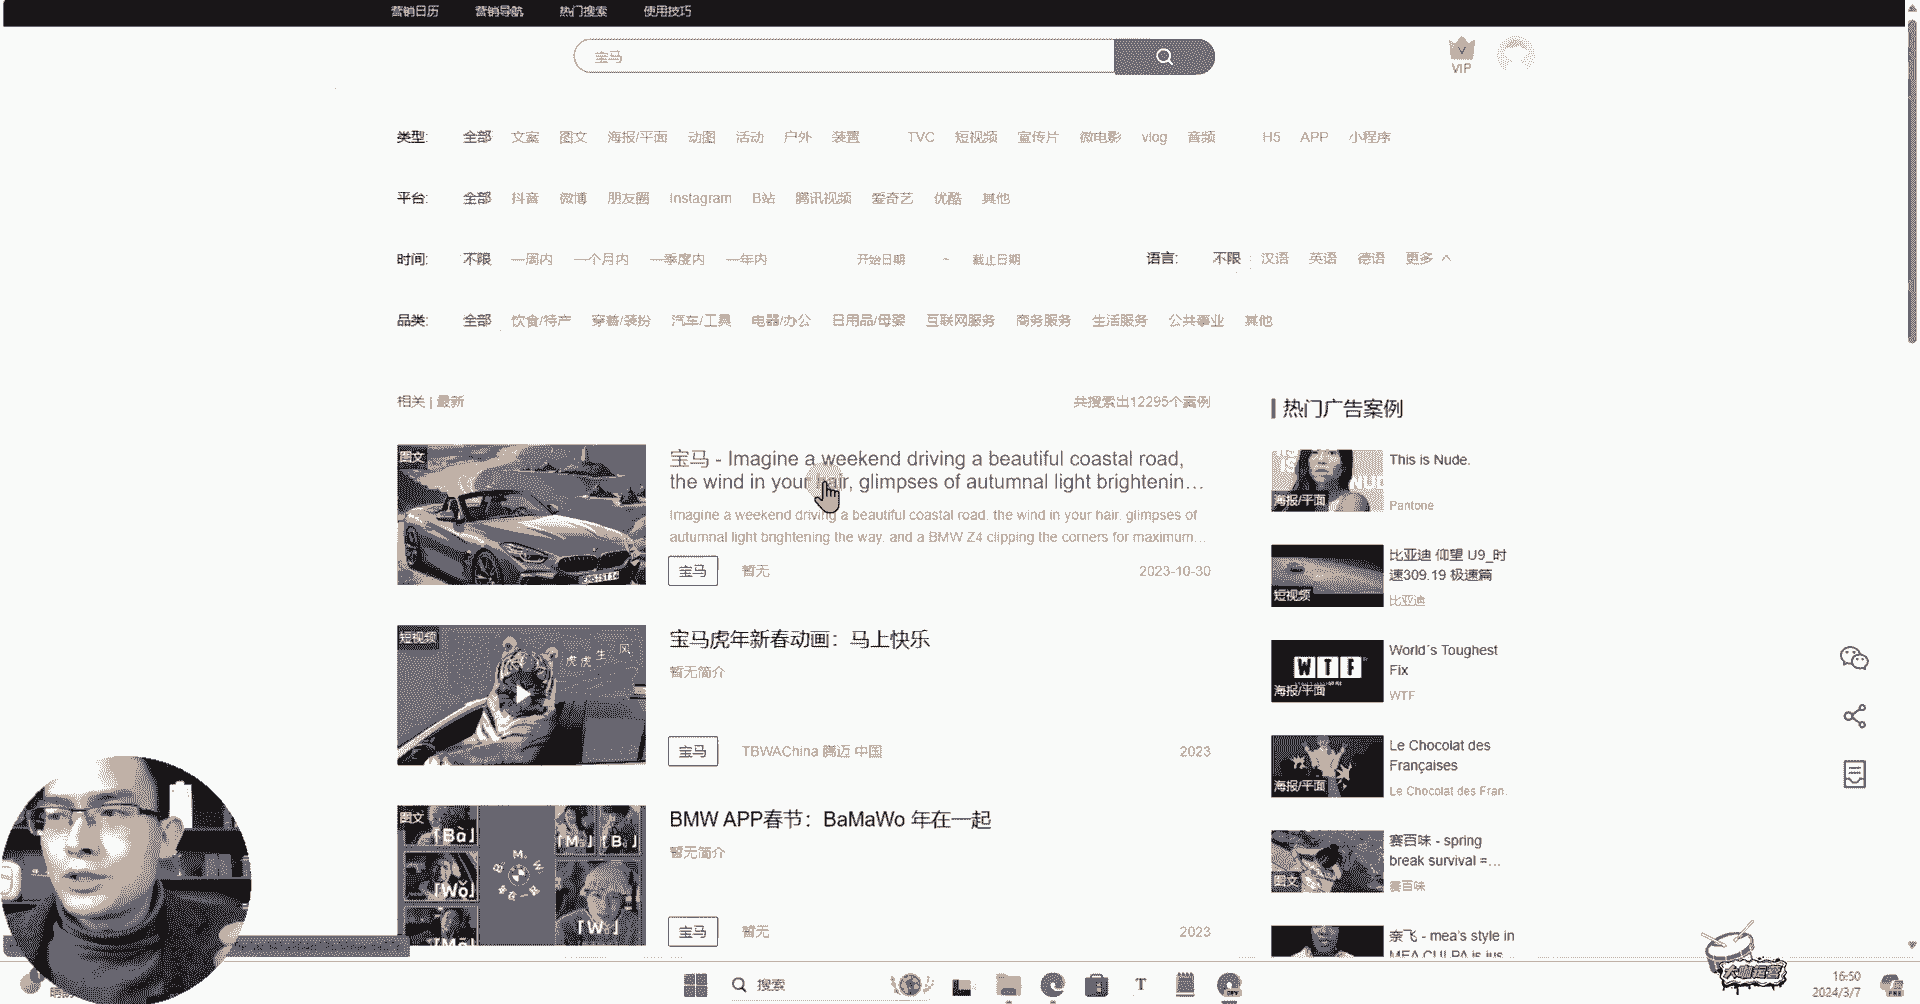 营销日历 营销导航 热门搜索 使用技巧
宝马
VIP
类型: 全部 文案 图文 海报/平面 动图 活动 户外 装置 TVC 短视频 宣传片 微电影 vlog 音频 H5 APP 小程序
平台: 全部 抖音 微博 朋友圈 Instagram B站 腾讯视频 爱奇艺 优酷 其他
时间: 不限 一周内 一个月内 一季度内 一年内 开始日期 ~ 截止日期 语言: 不限 汉语 英语 德语 更多
品类: 全部 饮食/特产 穿着/装扮 汽车/工具 电器/办公 日用品/母婴 互联网服务 商务服务 生活服务 公共事业 其他
相关 | 最新 共搜索出12295个案例
图文
宝马 - Imagine a weekend driving a beautiful coastal road,
the wind in your hair, glimpses of autumnal light brightenin...
Imagine a weekend driving a beautiful coastal road, the wind in your hair, glimpses of
autumnal light brightening the way, and a BMW Z4 clipping the corners for maximum...
宝马 暂无 2023-10-30
短视频
虎虎生风
宝马虎年新春动画：马上快乐
暂无简介
宝马 TBWAChina 腾迈 中国 2023
图文
「Bà」
「Wǒ」
BMW APP春节：BaMaWo 年在一起
暂无简介
宝马 暂无 2023
热门广告案例
海报/平面
This is Nude.
Pantone
短视频
比亚迪 仰望 U9_时
速309.19 极速篇
比亚迪
WTF
海报/平面
World´s Toughest
Fix
WTF
海报/平面
Le Chocolat des
Françaises
Le Chocolat des Fran.
图文
赛百味 - spring
break survival =...
赛百味
奈飞 - mea's style in
MEA CULPA is jus
大咖运营
搜索
16:50
2024/3/7